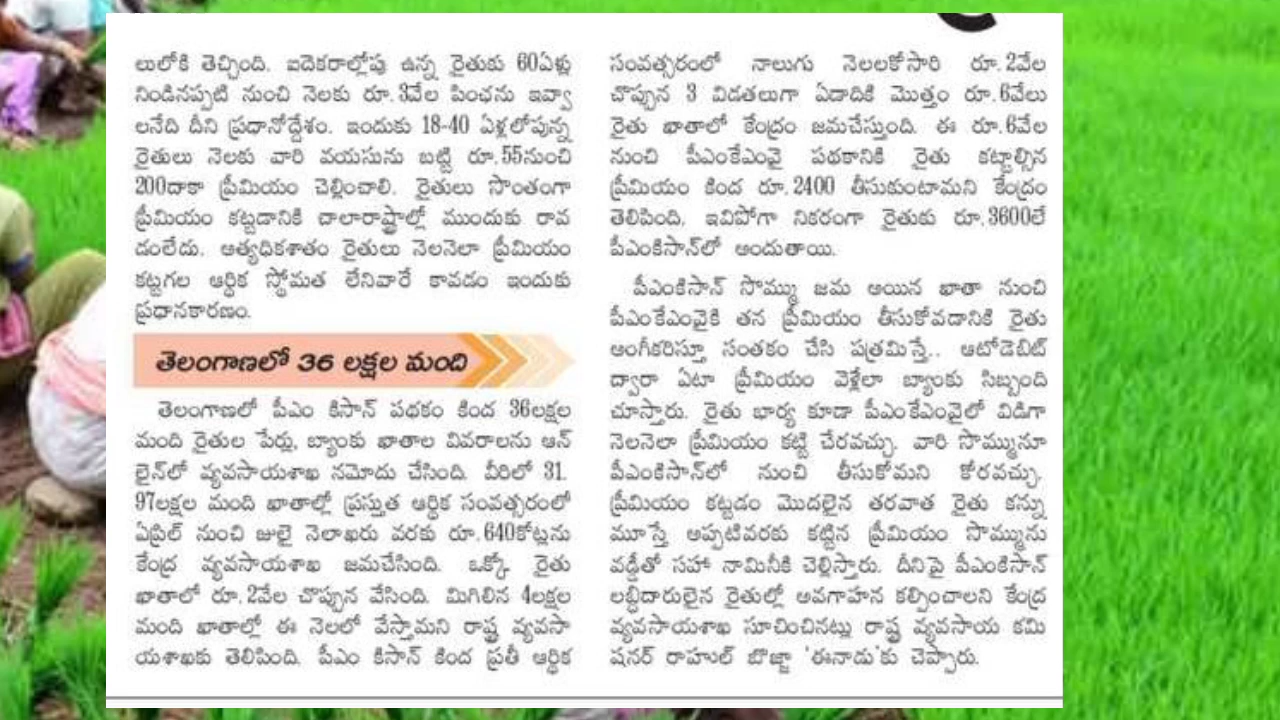 లులోకి తెచ్చింది. ఐదెకరాల్లోపు ఉన్న రైతుకు 60ఏళ్లు
నిండినప్పటి నుంచి నెలకు రూ.3వేల పింఛను ఇవ్వా
లనేది దీని ప్రధానోద్దేశం. ఇందుకు 18-40 ఏళ్లలోపున్న
రైతులు నెలకు వారి వయసును బట్టి రూ.55నుంచి
200దాకా ప్రీమియం చెల్లించాలి. రైతులు సొంతంగా
ప్రీమియం కట్టడానికి చాలారాష్ట్రాల్లో ముందుకు రావ
డంలేదు. అత్యధికశాతం రైతులు నెలనెలా ప్రీమియం
కట్టగల ఆర్థిక స్థోమత లేనివారే కావడం ఇందుకు
ప్రధానకారణం.
తెలంగాణలో 36 లక్షల మంది
తెలంగాణలో పీఎం కిసాన్ పథకం కింద 36లక్షల
మంది రైతుల పేర్లు, బ్యాంకు ఖాతాల వివరాలను ఆన్
లైన్‌లో వ్యవసాయశాఖ నమోదు చేసింది. వీరిలో 31.
97లక్షల మంది ఖాతాల్లో ప్రస్తుత ఆర్థిక సంవత్సరంలో
ఏప్రిల్ నుంచి జులై నెలాఖరు వరకు రూ.640కోట్లను
కేంద్ర వ్యవసాయశాఖ జమచేసింది. ఒక్కో రైతు
ఖాతాలో రూ.2వేల చొప్పున వేసింది. మిగిలిన 4లక్షల
మంది ఖాతాల్లో ఈ నెలలో వేస్తామని రాష్ట్ర వ్యవసా
యశాఖకు తెలిపింది. పీఎం కిసాన్ కింద ప్రతీ ఆర్థిక
సంవత్సరంలో నాలుగు నెలలకోసారి రూ.2వేల
చొప్పున 3 విడతలుగా ఏడాదికి మొత్తం రూ.6వేలు
రైతు ఖాతాలో కేంద్రం జమచేస్తుంది. ఈ రూ.6వేల
నుంచి పీఎంకేఎంవై పథకానికి రైతు కట్టాల్సిన
ప్రీమియం కింద రూ.2400 తీసుకుంటామని కేంద్రం
తెలిపింది. ఇవిపోగా నికరంగా రైతుకు రూ.3600లే
పీఎంకిసాన్‌లో అందుతాయి.
పీఎంకిసాన్ సొమ్ము జమ అయిన ఖాతా నుంచి
పీఎంకేఎంవైకి తన ప్రీమియం తీసుకోవడానికి రైతు
అంగీకరిస్తూ సంతకం చేసి పత్రమిస్తే.. ఆటోడెబిట్
ద్వారా ఏటా ప్రీమియం వెళ్లేలా బ్యాంకు సిబ్బంది
చూస్తారు. రైతు భార్య కూడా పీఎంకేఎంవైలో విడిగా
నెలనెలా ప్రీమియం కట్టి చేరవచ్చు. వారి సొమ్మునూ
పీఎంకిసాన్‌లో నుంచి తీసుకోమని కోరవచ్చు.
ప్రీమియం కట్టడం మొదలైన తరవాత రైతు కన్ను
మూస్తే అప్పటివరకు కట్టిన ప్రీమియం సొమ్మును
వడ్డీతో సహా నామినీకి చెల్లిస్తారు. దీనిపై పీఎంకిసాన్
లబ్ధిదారులైన రైతుల్లో అవగాహన కల్పించాలని కేంద్ర
వ్యవసాయశాఖ సూచించినట్లు రాష్ట్ర వ్యవసాయ కమి
షనర్ రాహుల్ బొజ్జా 'ఈనాడు'కు చెప్పారు.